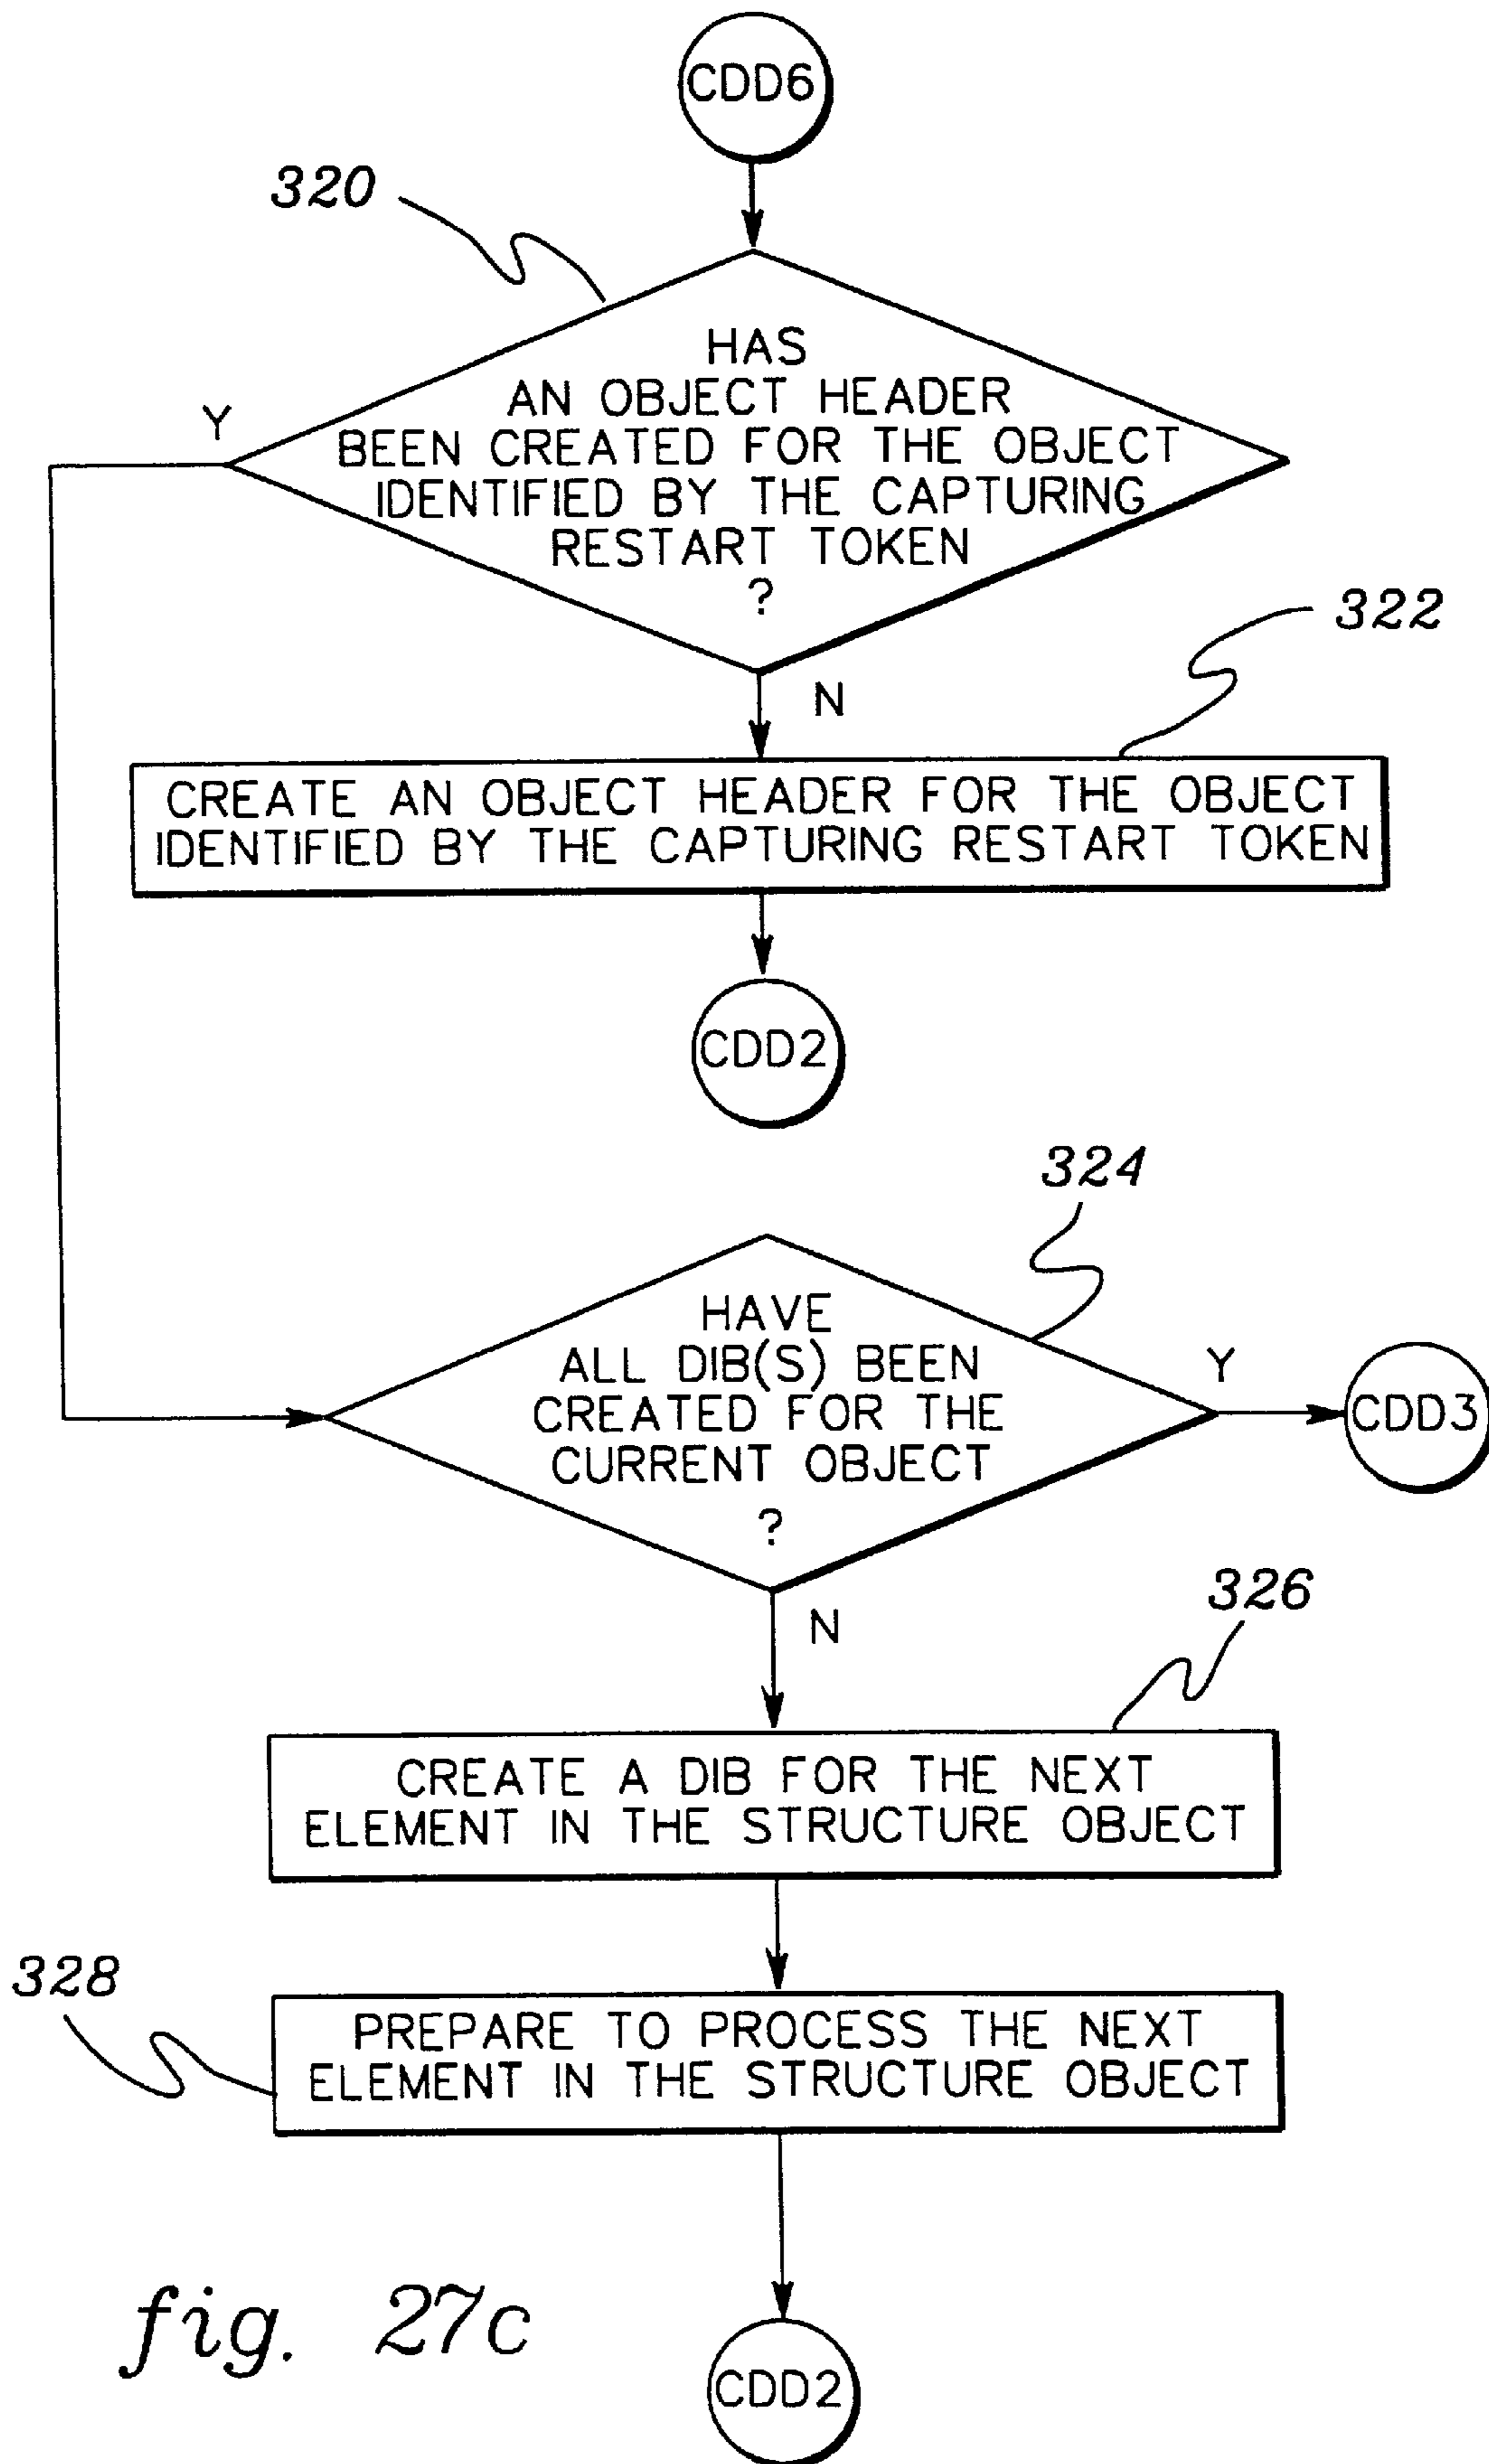 CDD6
320
HAS
AN OBJECT HEADER
Y
BEEN CREATED FOR THE OBJECT
IDENTIFIED BY THE CAPTURING
RESTART TOKEN
?
322
N
CREATE AN OBJECT HEADER FOR THE OBJECT
IDENTIFIED BY THE CAPTURING RESTART TOKEN
CDD2
324
HAVE
ALL DIB(S) BEEN
CREATED FOR THE
CURRENT OBJECT
?
Y
CDD3
326
N
CREATE A DIB FOR THE NEXT
ELEMENT IN THE STRUCTURE OBJECT
328
PREPARE TO PROCESS THE NEXT
ELEMENT IN THE STRUCTURE OBJECT
fig. 27c
CDD2